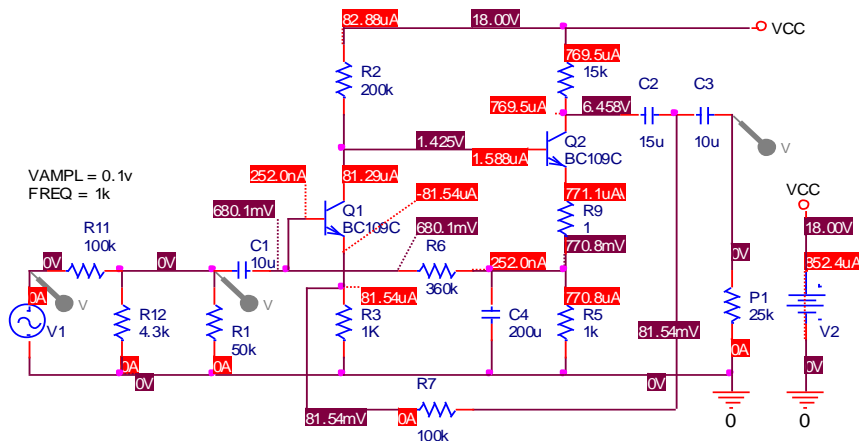 82.88uA
18.00V
VCC
R2
200k
769.5uA
15k
C2
C3
769.5uA
6.458V
15u
10u
V
1.425V
1.588uA
Q2
BC109C
VAMPL = 0.1v
FREQ = 1k
252.0nA
81.29uA
-81.54uA
771.1uA
VCC
680.1mV
Q1
BC109C
680.1mV
R9
1
18.00V
R11
100k
0V
0V
C1
10u
R6
360k
252.0nA
770.8mV
0V
852.4uA
0A
V
V
V1
R12
4.3k
R1
50k
81.54uA
R3
1K
C4
200u
770.8uA
R5
1k
81.54mV
P1
25k
V2
0A
0A
0A
0V
0V
0V
R7
100k
81.54mV
0A
0
0